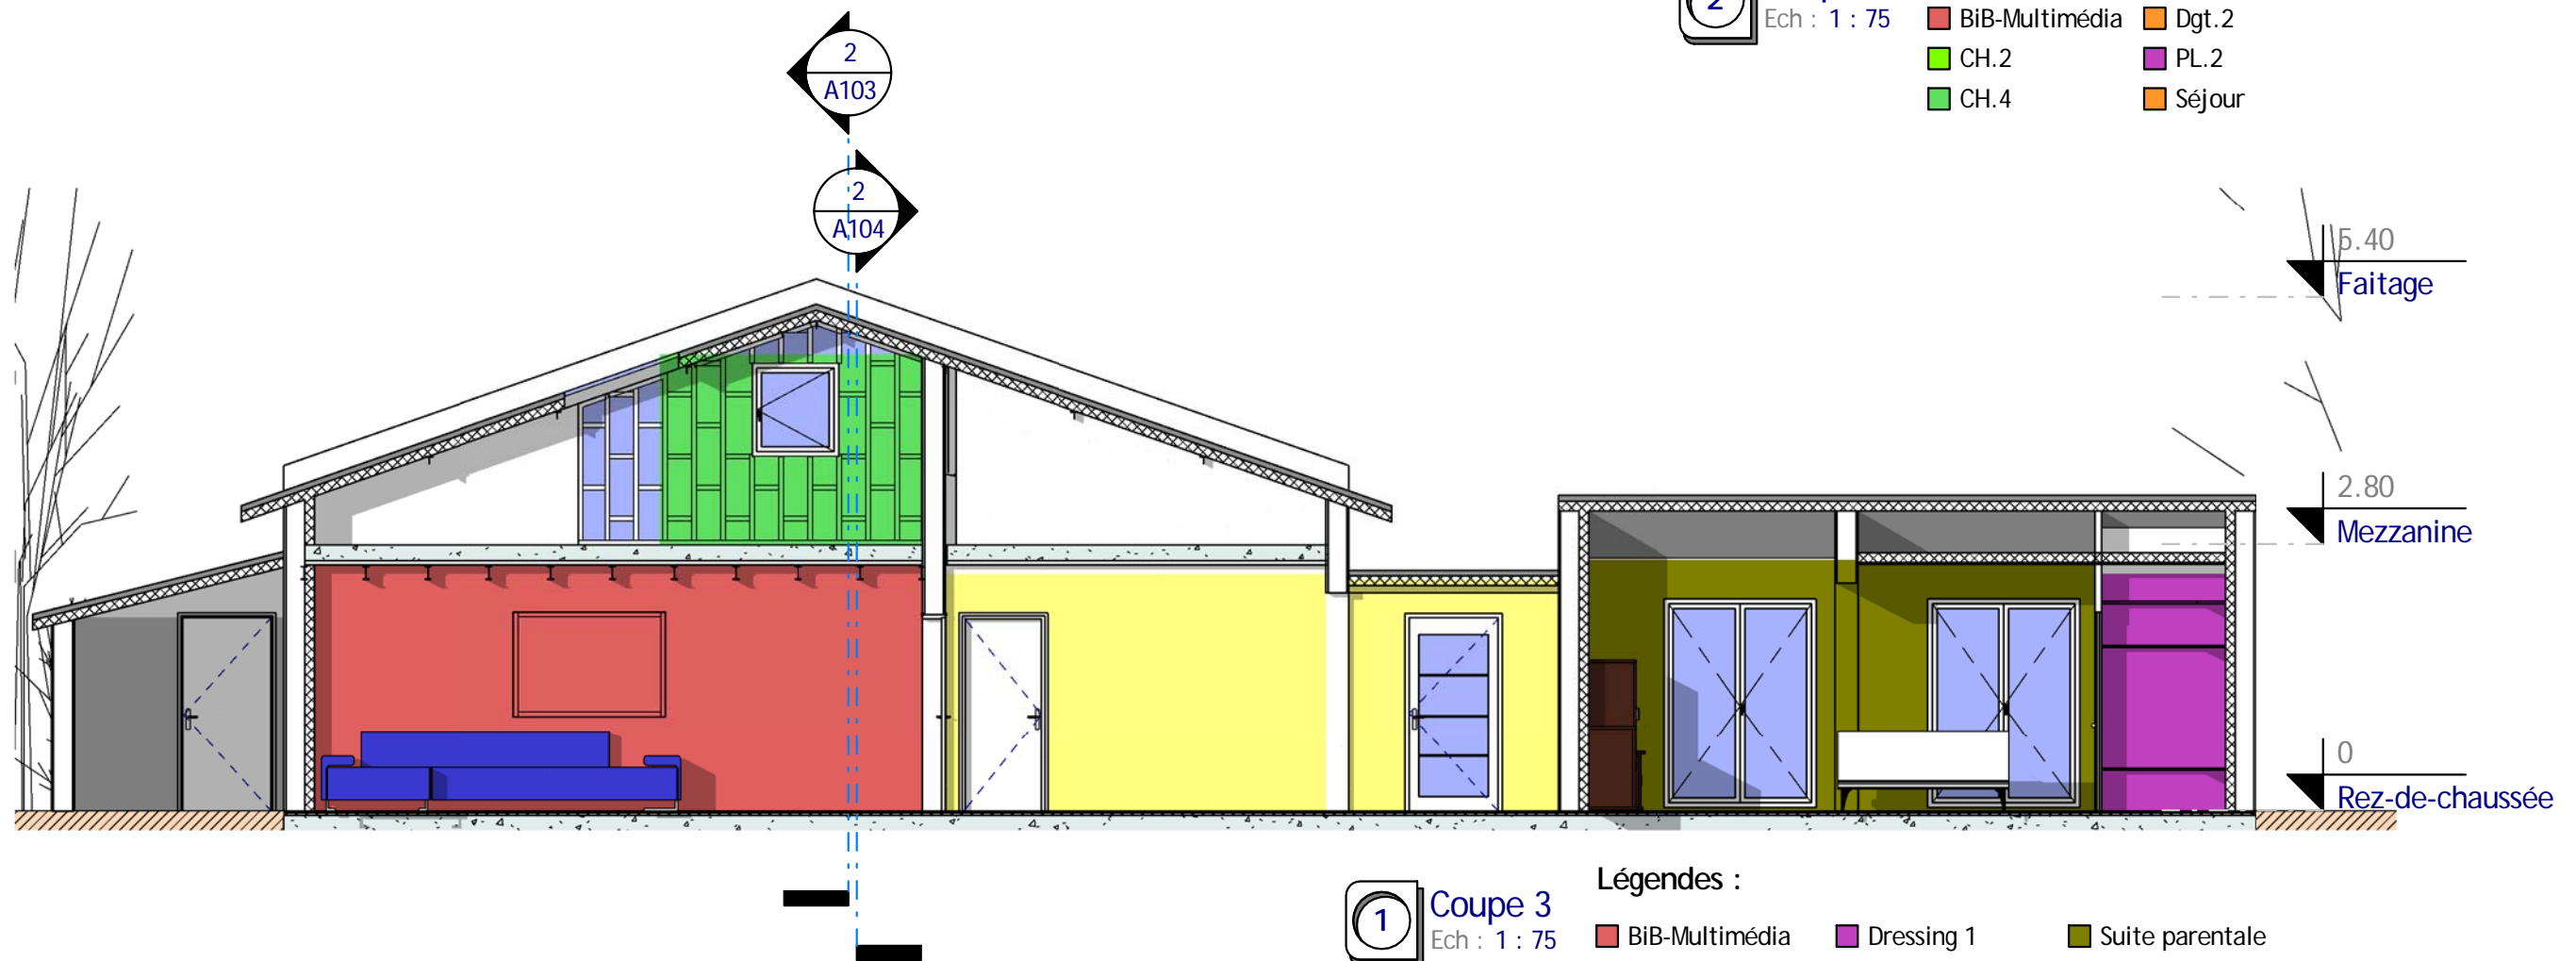 2
Ech : 1 : 75
BiB-Multimédia
Dgt.2
CH.2
PL.2
CH.4
Séjour
2
A103
2
A104
5.40
Faitage
2.80
Mezzanine
0
Rez-de-chaussée
Légendes :
1
Coupe 3
Ech : 1 : 75
BiB-Multimédia
Dressing 1
Suite parentale